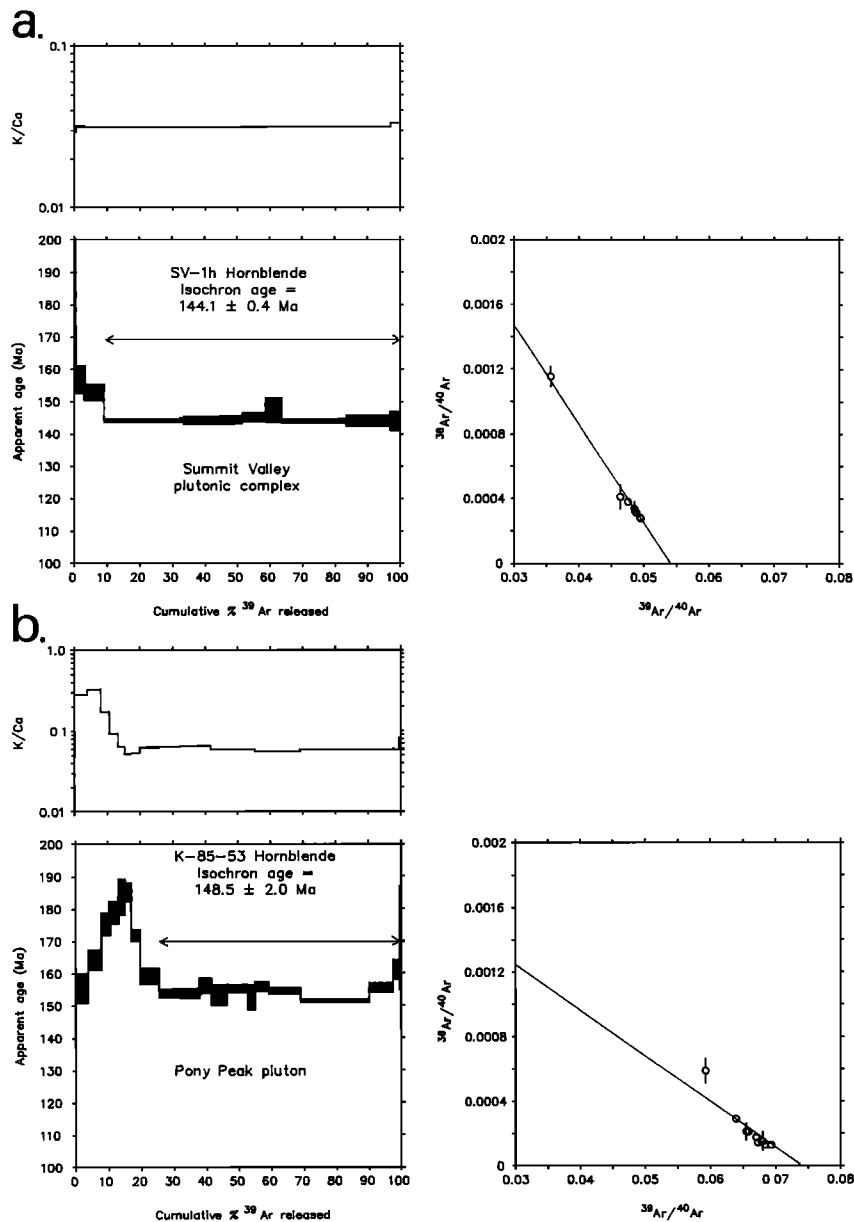 a.
0.1
K/Ca
0.01
200
190
180
170
160
150
140
130
120
110
100
Apparent age (Ma)
SV-1h Hornblende
Isochron age =
144.1 ± 0.4 Ma
Summit Valley
plutonic complex
0 10 20 30 40 50 60 70 80 90 100
Cumulative % ³⁹Ar released
0.002
0.0016
0.0012
0.0008
0.0004
0
³⁶Ar/⁴⁰Ar
0.03 0.04 0.05 0.06 0.07 0.08
³⁹Ar/⁴⁰Ar
b.
1.0
0.1
0.01
K/Ca
200
190
180
170
160
150
140
130
120
110
100
Apparent age (Ma)
K-85-53 Hornblende
Isochron age =
148.5 ± 2.0 Ma
Pony Peak pluton
0 10 20 30 40 50 60 70 80 90 100
Cumulative % ³⁹Ar released
0.002
0.0016
0.0012
0.0008
0.0004
0
³⁶Ar/⁴⁰Ar
0.03 0.04 0.05 0.06 0.07 0.08
³⁹Ar/⁴⁰Ar